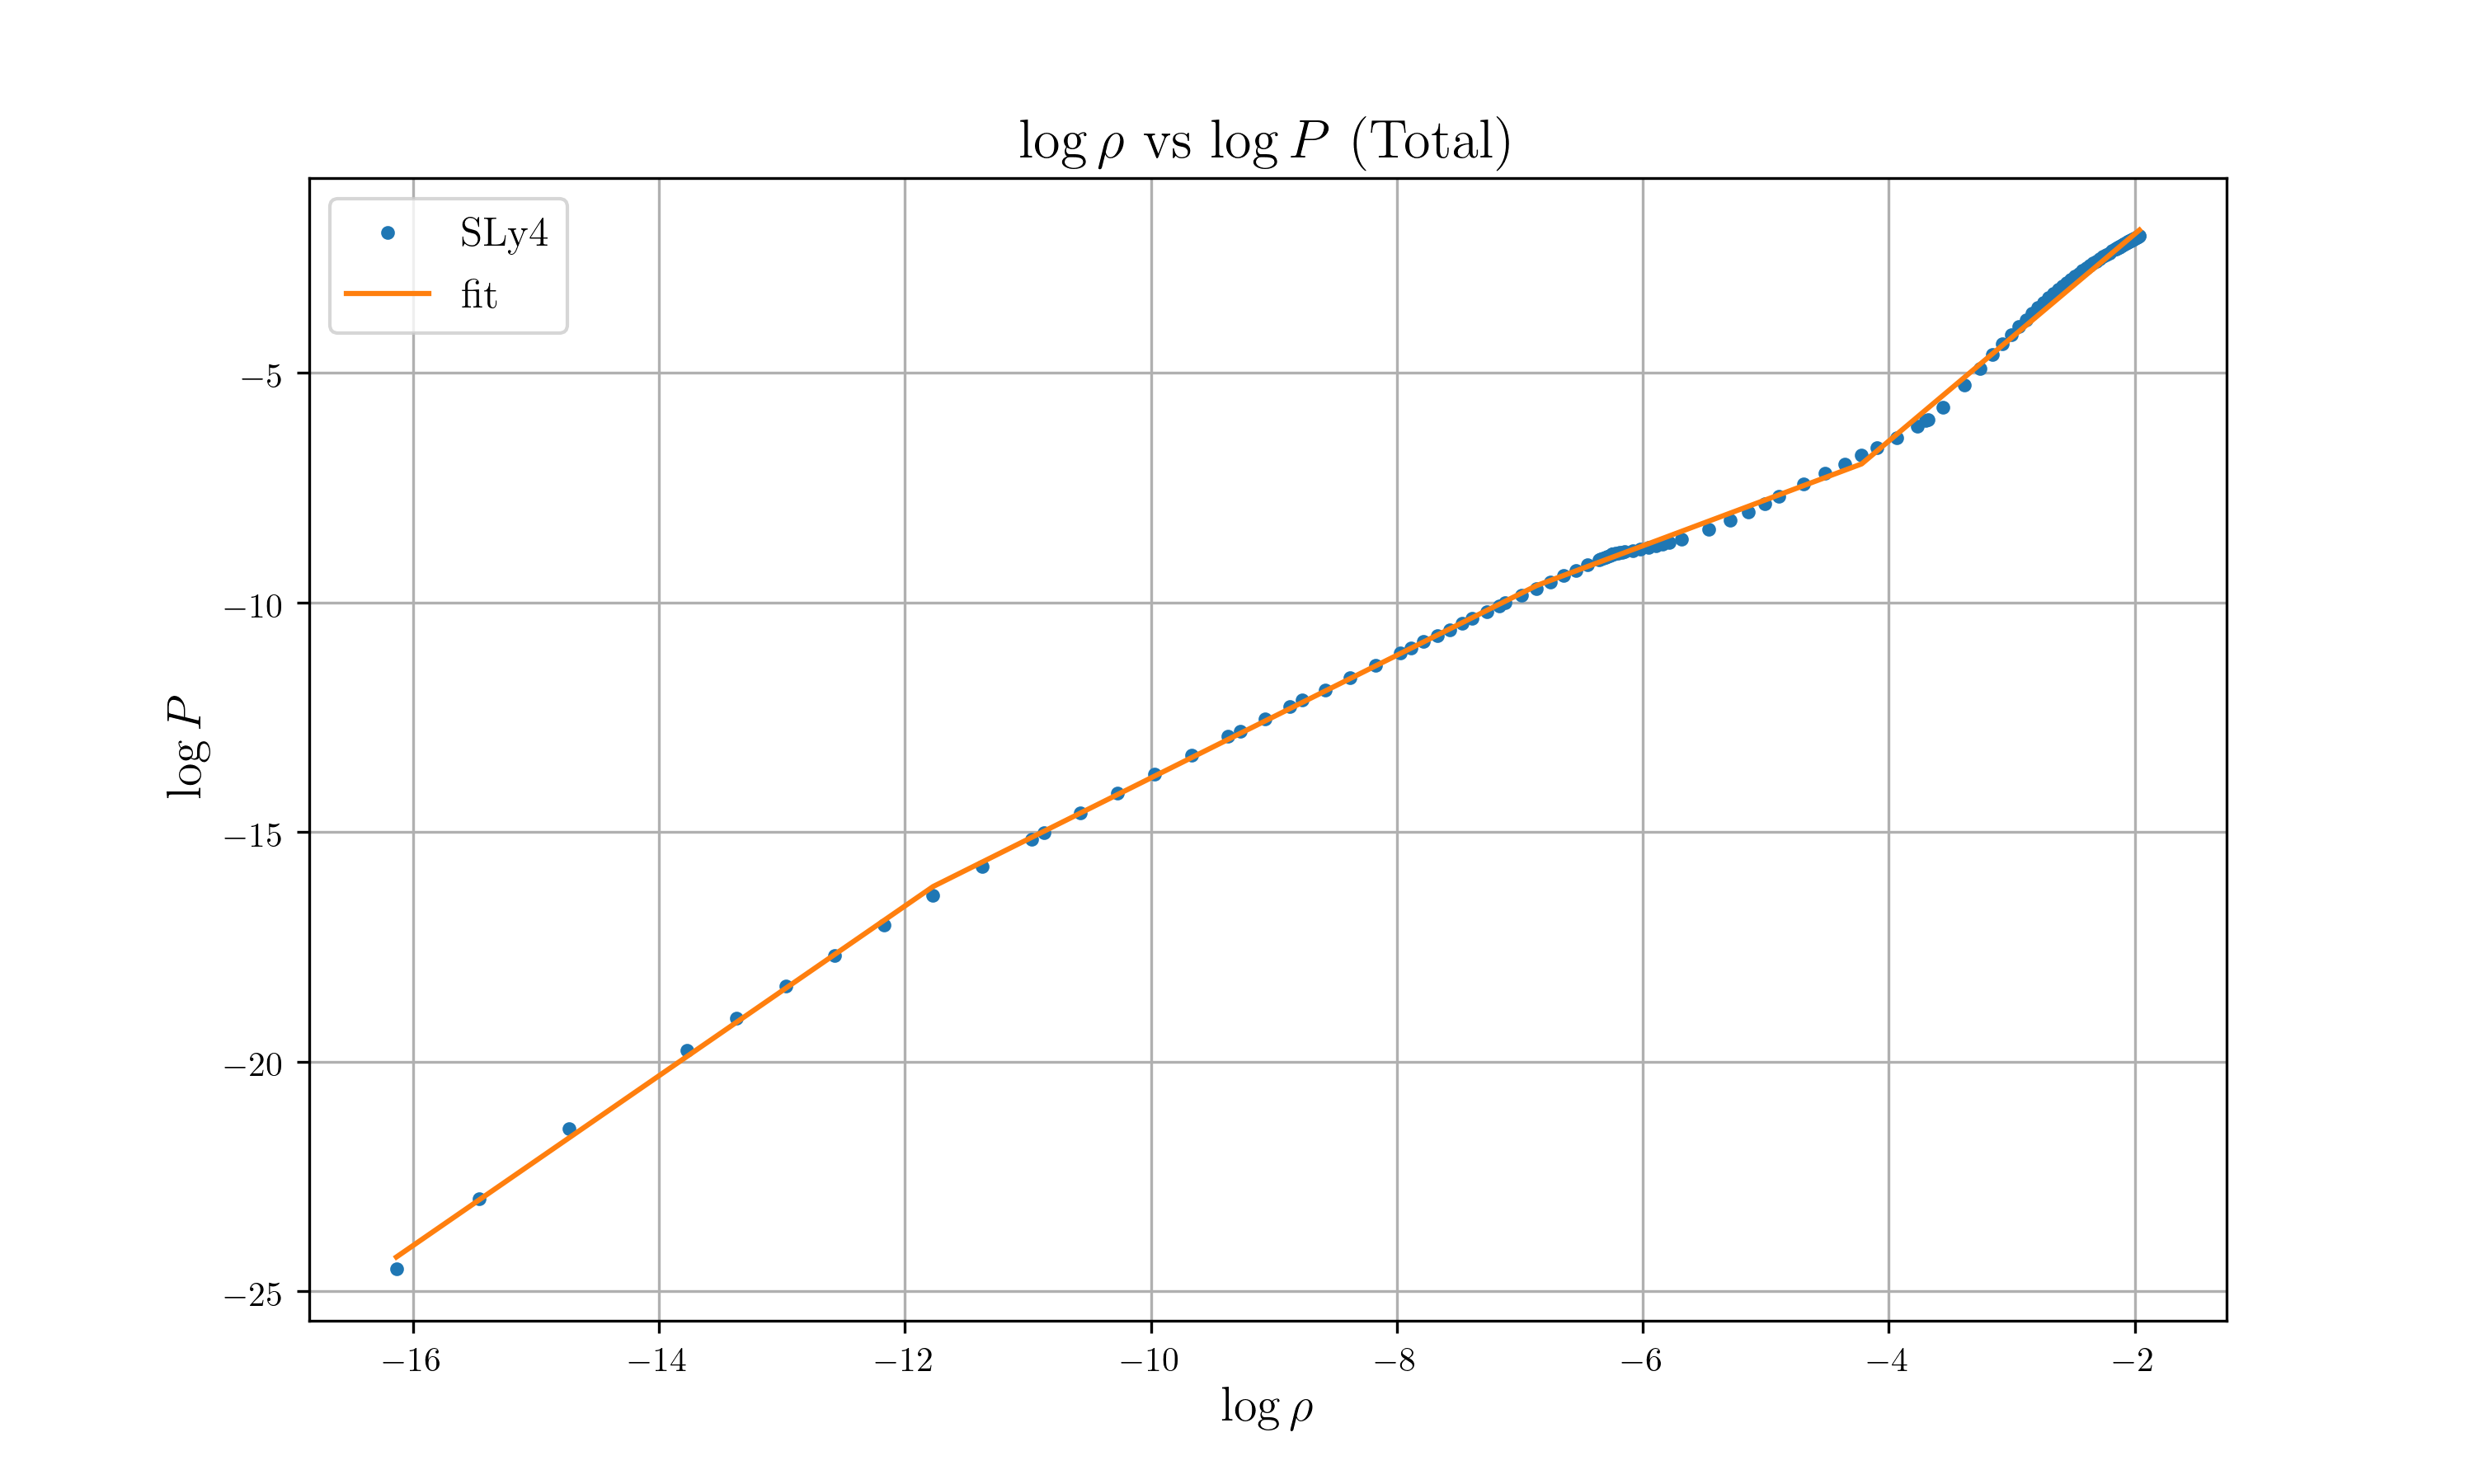 log ρ vs log P (Total)
SLy4
fit
−5
−10
−15
−20
−25
log P
−16 −14 −12 −10 −8 −6 −4 −2
log ρ